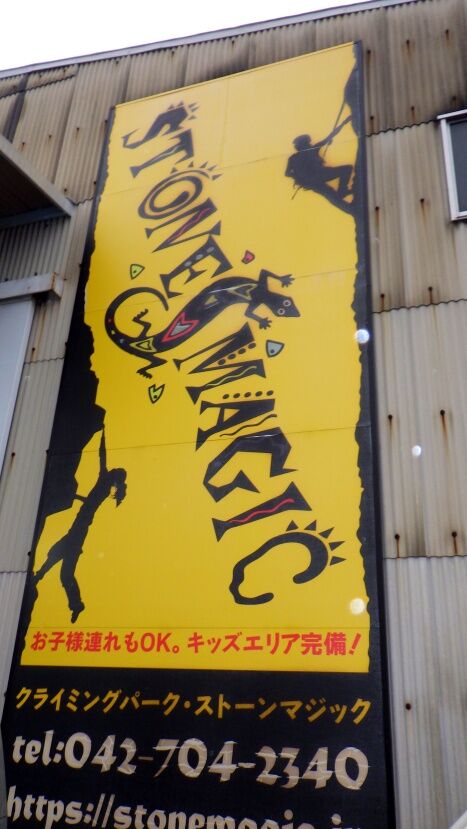 STONE'S MAGIC
お子様連れもOK。キッズエリア完備!
クライミングパーク・ストーンマジック
tel:042-704-2340
https://stonemagic.jp